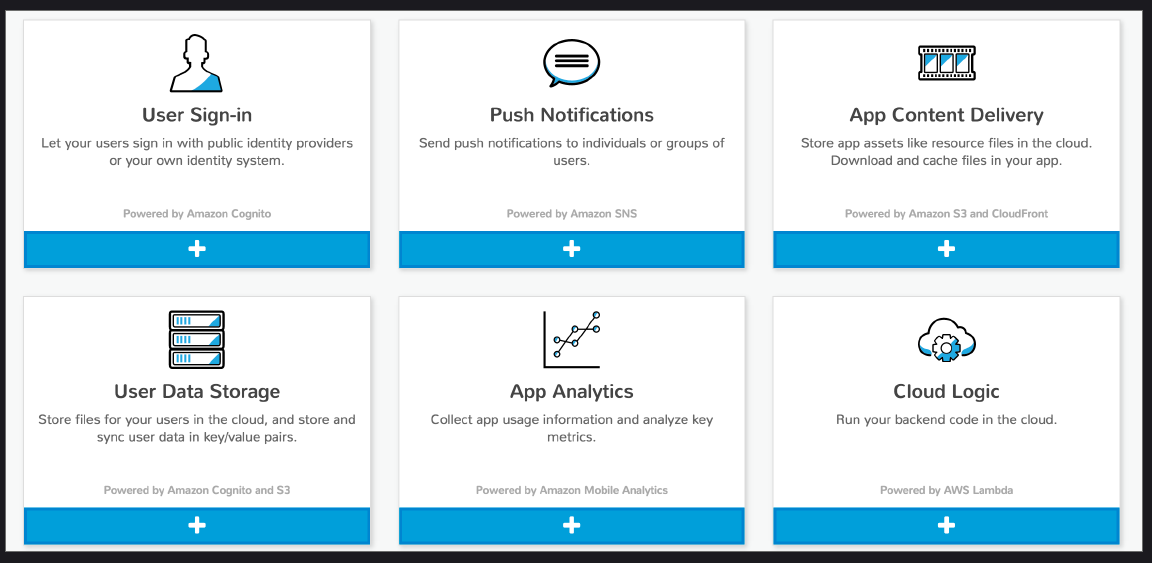 User Sign-in
Let your users sign in with public identity providers
or your own identity system.
Powered by Amazon Cognito
Push Notifications
Send push notifications to individuals or groups of
users.
Powered by Amazon SNS
App Content Delivery
Store app assets like resource files in the cloud.
Download and cache files in your app.
Powered by Amazon S3 and CloudFront
User Data Storage
Store files for your users in the cloud, and store and
sync user data in key/value pairs.
Powered by Amazon Cognito and S3
App Analytics
Collect app usage information and analyze key
metrics.
Powered by Amazon Mobile Analytics
Cloud Logic
Run your backend code in the cloud.
Powered by AWS Lambda